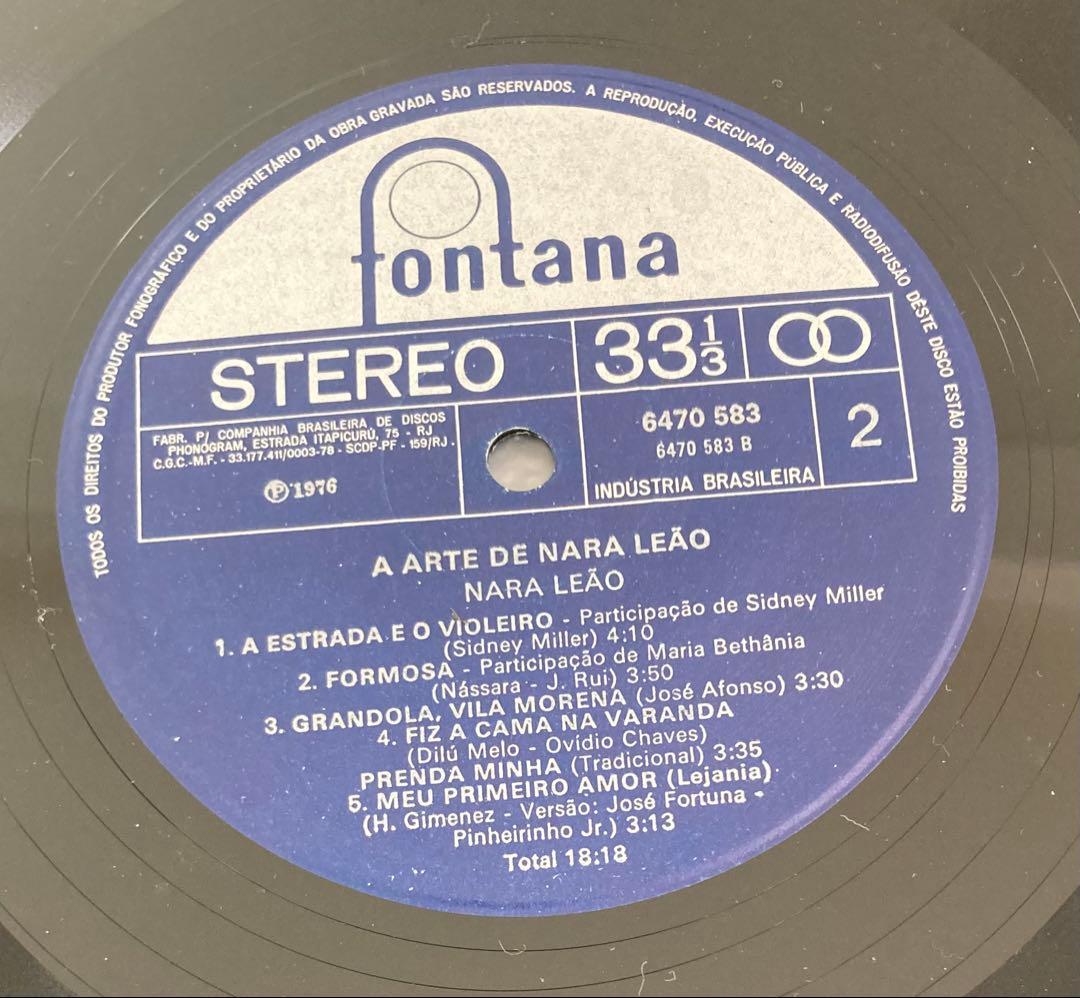 TODOS OS DIREITOS DO PRODUTOR FONOGRÁFICO E DO PROPRIETÁRIO DA OBRA GRAVADA SÃO RESERVADOS. A REPRODUÇÃO, EXECUÇÃO PÚBLICA E RADIODIFUSÃO DÊSTE DISCO ESTÃO PROIBIDAS
fontana
STEREO
33 1/3
FABR. P/ COMPANHIA BRASILEIRA DE DISCOS
PHONOGRAM, ESTRADA ITAPICURÚ, 75 - RJ
C.G.C.-M.F. - 33.177.411/0003-78 - SCDP-PF - 159/RJ.
Ⓟ 1976
6470 583
6470 583 B
INDÚSTRIA BRASILEIRA
2
A ARTE DE NARA LEÃO
NARA LEÃO
1. A ESTRADA E O VIOLEIRO - Participação de Sidney Miller
(Sidney Miller) 4:10
2. FORMOSA - Participação de Maria Bethânia
(Nássara - J. Rui) 3:50
3. GRANDOLA, VILA MORENA (José Afonso) 3:30
4. FIZ A CAMA NA VARANDA
(Dilú Melo - Ovídio Chaves)
PRENDA MINHA (Tradicional) 3:35
5. MEU PRIMEIRO AMOR (Lejania)
(H. Gimenez - Versão: José Fortuna -
Pinheirinho Jr.) 3:13
Total 18:18